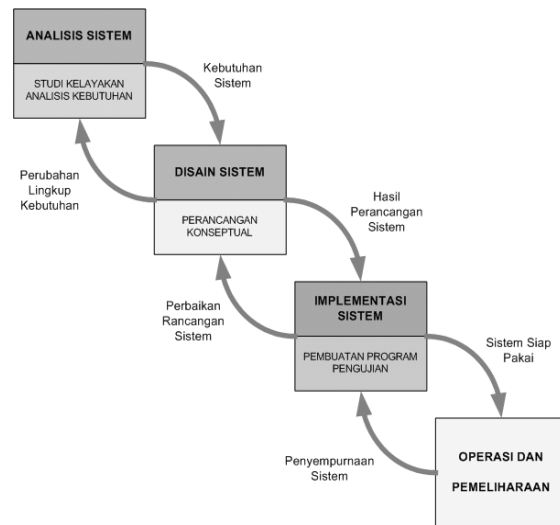 ANALISIS SISTEM
STUDI KELAYAKAN
ANALISIS KEBUTUHAN
Kebutuhan
Sistem
Perubahan
Lingkup
Kebutuhan
DISAIN SISTEM
PERANCANGAN
KONSEPTUAL
Hasil
Perancangan
Sistem
Perbaikan
Rancangan
Sistem
IMPLEMENTASI
SISTEM
PEMBUATAN PROGRAM
PENGUJIAN
Sistem Siap
Pakai
Penyempurnaan
Sistem
OPERASI DAN
PEMELIHARAAN